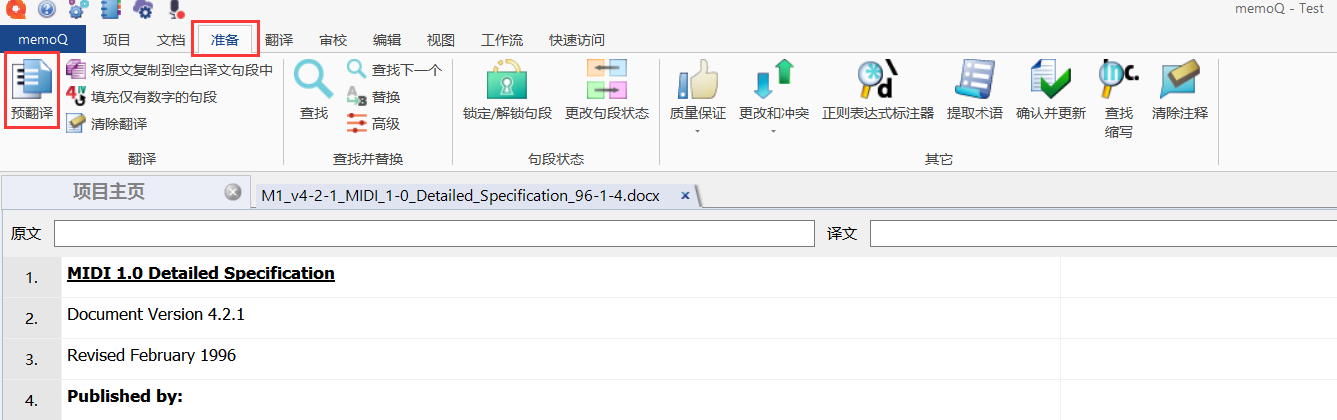 memoQ - Test
memoQ 项目 文档 准备 翻译 审校 编辑 视图 工作流 快速访问
预翻译
将原文复制到空白译文句段中
填充仅有数字的句段
清除翻译
翻译
查找
查找下一个
替换
高级
查找并替换
锁定/解锁句段
更改句段状态
句段状态
质量保证
更改和冲突
正则表达式标注器
提取术语
确认并更新
查找
缩写
清除注释
其它
项目主页
M1_v4-2-1_MIDI_1-0_Detailed_Specification_96-1-4.docx
原文
译文
1. MIDI 1.0 Detailed Specification
2. Document Version 4.2.1
3. Revised February 1996
4. Published by: